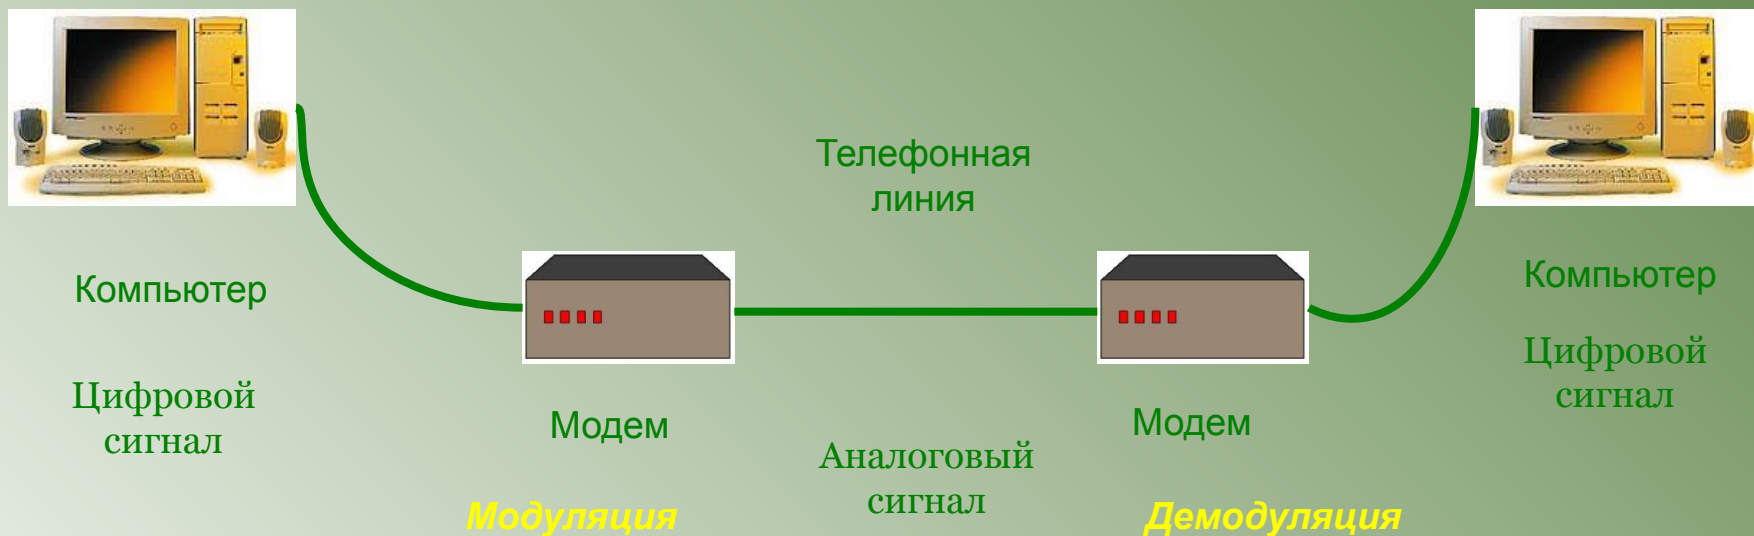 Телефонная
линия
Компьютер
Компьютер
Цифровой
сигнал
Цифровой
сигнал
Модем
Модем
Аналоговый
сигнал
Модуляция
Демодуляция